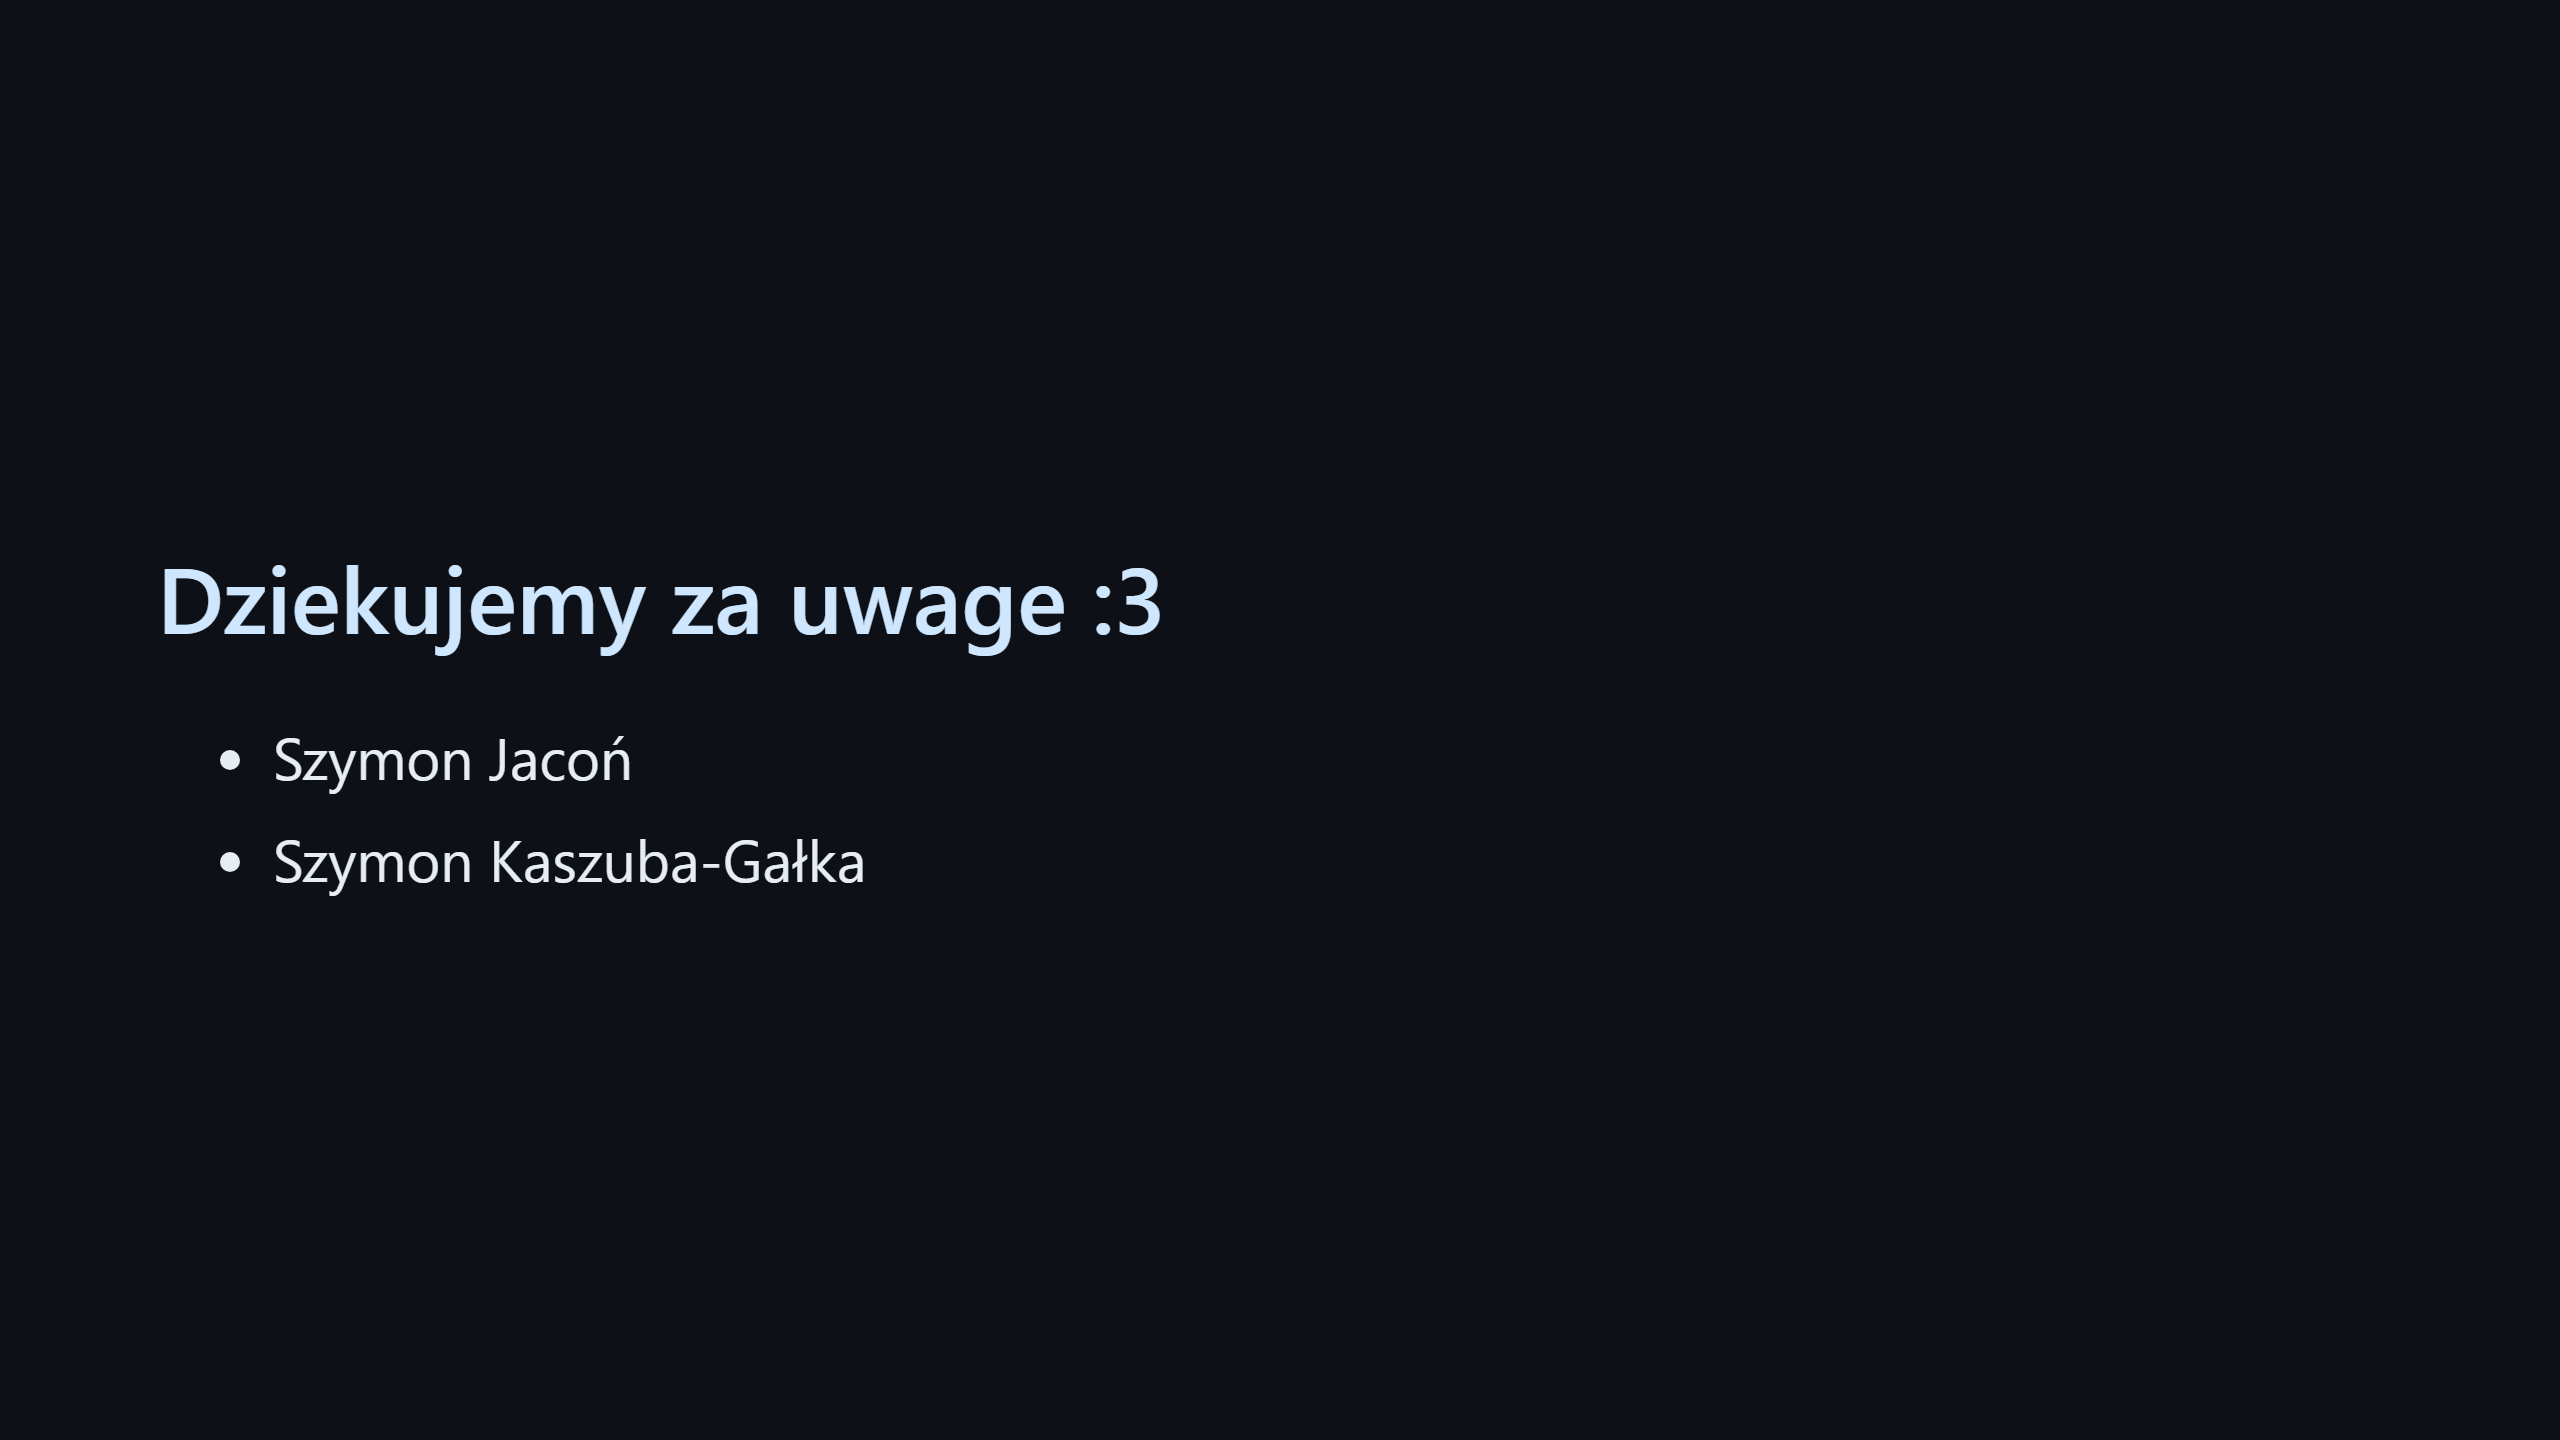 Dziekujemy za uwage :3
• Szymon Jacoń
• Szymon Kaszuba-Gałka